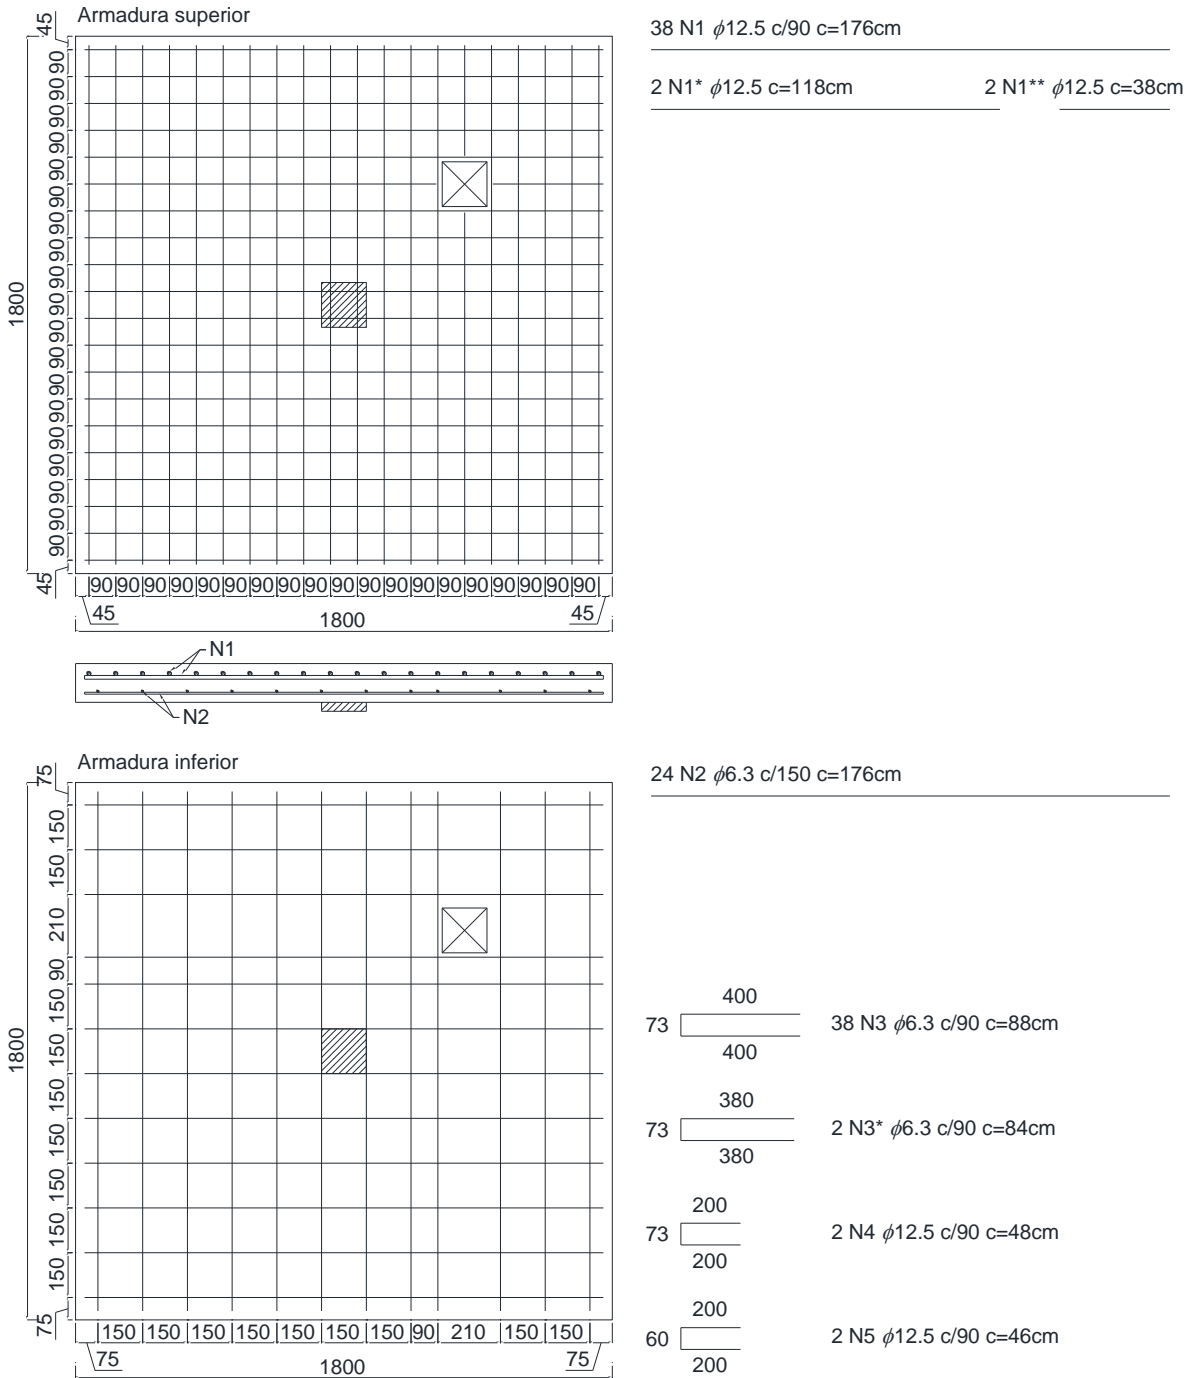 Armadura superior
45
90 90 90 90 90 90 90 90 90 90 90 90 90 90 90 90 90 90 90
45
1800
90 90 90 90 90 90 90 90 90 90 90 90 90 90 90 90 90 90 90
45 45
1800
38 N1 ϕ12.5 c/90 c=176cm
2 N1* ϕ12.5 c=118cm
2 N1** ϕ12.5 c=38cm
N1
N2
Armadura inferior
75
150 150 210 90 150 150 150 150 150 150 150
75
1800
150 150 150 150 150 150 150 90 210 150 150
75 75
1800
24 N2 ϕ6.3 c/150 c=176cm
400
73
38 N3 ϕ6.3 c/90 c=88cm
400
380
73
2 N3* ϕ6.3 c/90 c=84cm
380
200
73
2 N4 ϕ12.5 c/90 c=48cm
200
200
60
2 N5 ϕ12.5 c/90 c=46cm
200